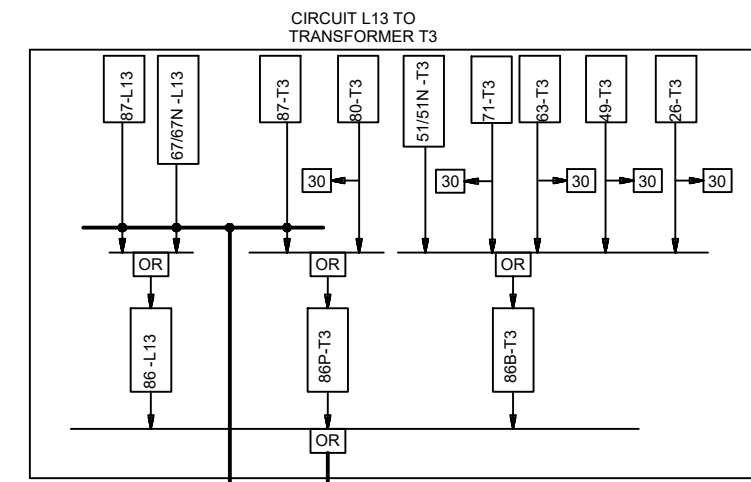 CIRCUIT L13 TO
TRANSFORMER T3
87-L13
67/67N -L13
87-T3
80-T3
51/51N -T3
71-T3
63-T3
49-T3
26-T3
30
30
30
30
30
OR
OR
OR
86 -L13
86P-T3
86B-T3
OR